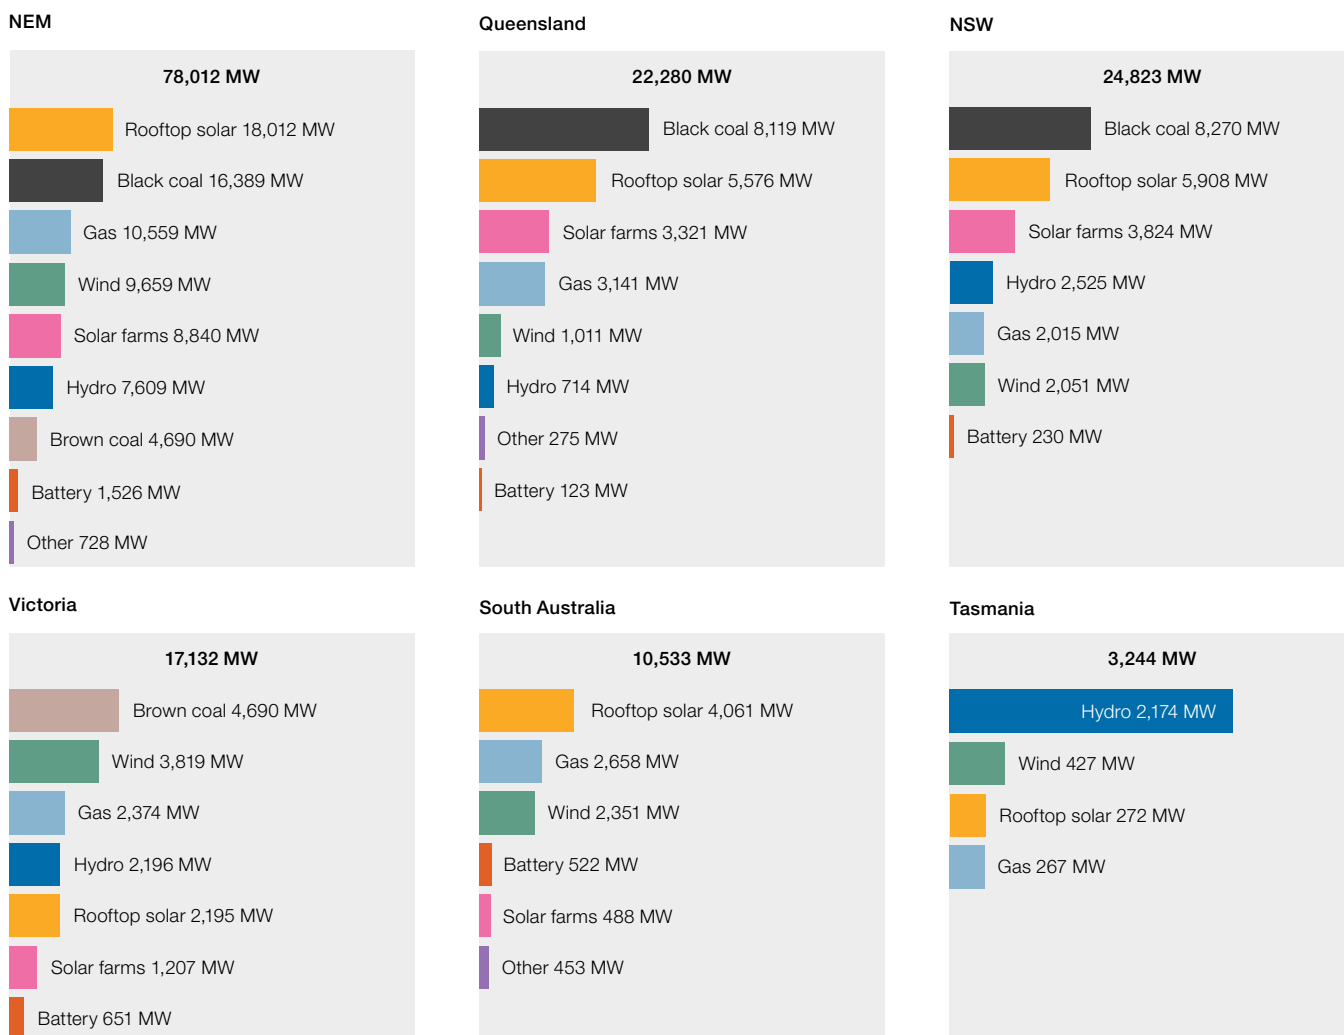 NEM
78,012 MW
Rooftop solar 18,012 MW
Black coal 16,389 MW
Gas 10,559 MW
Wind 9,659 MW
Solar farms 8,840 MW
Hydro 7,609 MW
Brown coal 4,690 MW
Battery 1,526 MW
Other 728 MW
Queensland
22,280 MW
Black coal 8,119 MW
Rooftop solar 5,576 MW
Solar farms 3,321 MW
Gas 3,141 MW
Wind 1,011 MW
Hydro 714 MW
Other 275 MW
Battery 123 MW
NSW
24,823 MW
Black coal 8,270 MW
Rooftop solar 5,908 MW
Solar farms 3,824 MW
Hydro 2,525 MW
Gas 2,015 MW
Wind 2,051 MW
Battery 230 MW
Victoria
17,132 MW
Brown coal 4,690 MW
Wind 3,819 MW
Gas 2,374 MW
Hydro 2,196 MW
Rooftop solar 2,195 MW
Solar farms 1,207 MW
Battery 651 MW
South Australia
10,533 MW
Rooftop solar 4,061 MW
Gas 2,658 MW
Wind 2,351 MW
Battery 522 MW
Solar farms 488 MW
Other 453 MW
Tasmania
3,244 MW
Hydro 2,174 MW
Wind 427 MW
Rooftop solar 272 MW
Gas 267 MW